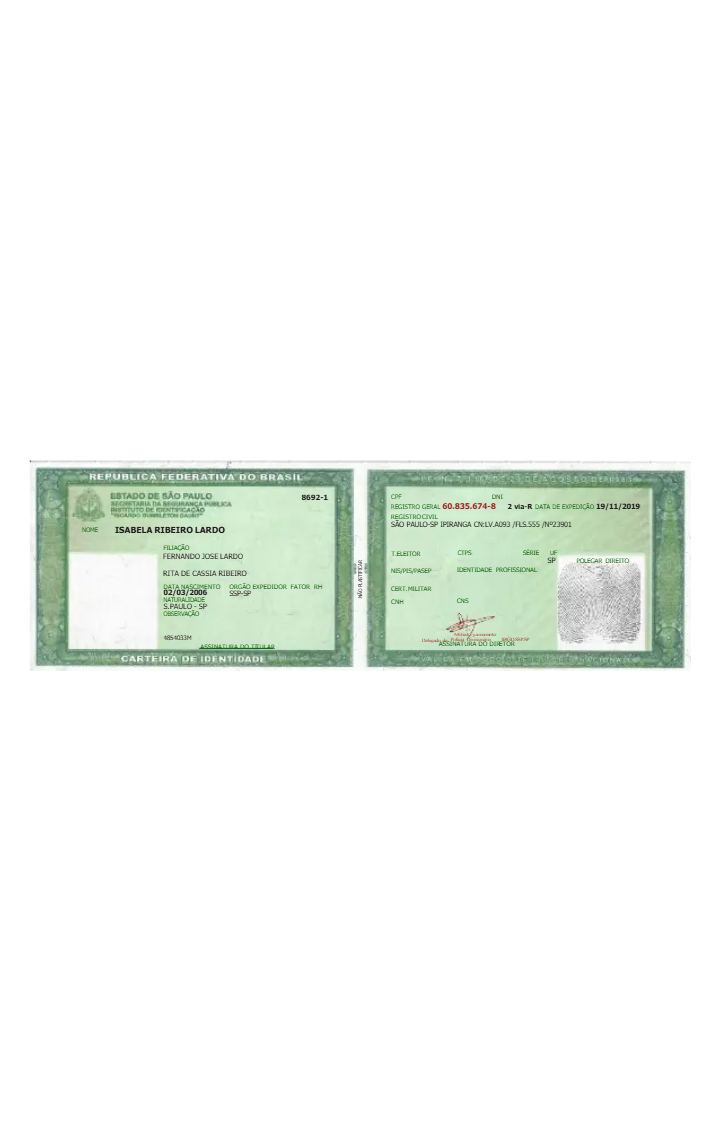 REPUBLICA FEDERATIVA DO BRASIL
ESTADO DE SÃO PAULO
8692-1
SECRETARIA DA SEGURANÇA PÚBLICA
INSTITUTO DE IDENTIFICAÇÃO
"RICARDO GUMBLETON DAUNT"
NOME ISABELA RIBEIRO LARDO
FILIAÇÃO
FERNANDO JOSE LARDO
RITA DE CASSIA RIBEIRO
DATA NASCIMENTO ORGÃO EXPEDIDOR FATOR RH
02/03/2006 SSP-SP
NATURALIDADE
S.PAULO - SP
OBSERVAÇÃO
4854033M
ASSINATURA DO TITULAR
CARTEIRA DE IDENTIDADE
NÃO PLASTIFICAR
CPF DNI
REGISTRO GERAL 60.835.674-8 2 via-R DATA DE EXPEDIÇÃO 19/11/2019
REGISTRO CIVIL
SÃO PAULO-SP IPIRANGA CN:LV.A093 /FLS.555 /Nº23901
T.ELEITOR CTPS SÉRIE UF
SP
POLEGAR DIREITO
NIS/PIS/PASEP IDENTIDADE PROFISSIONAL
CERT.MILITAR
CNH CNS
ASSINATURA DO DIRETOR